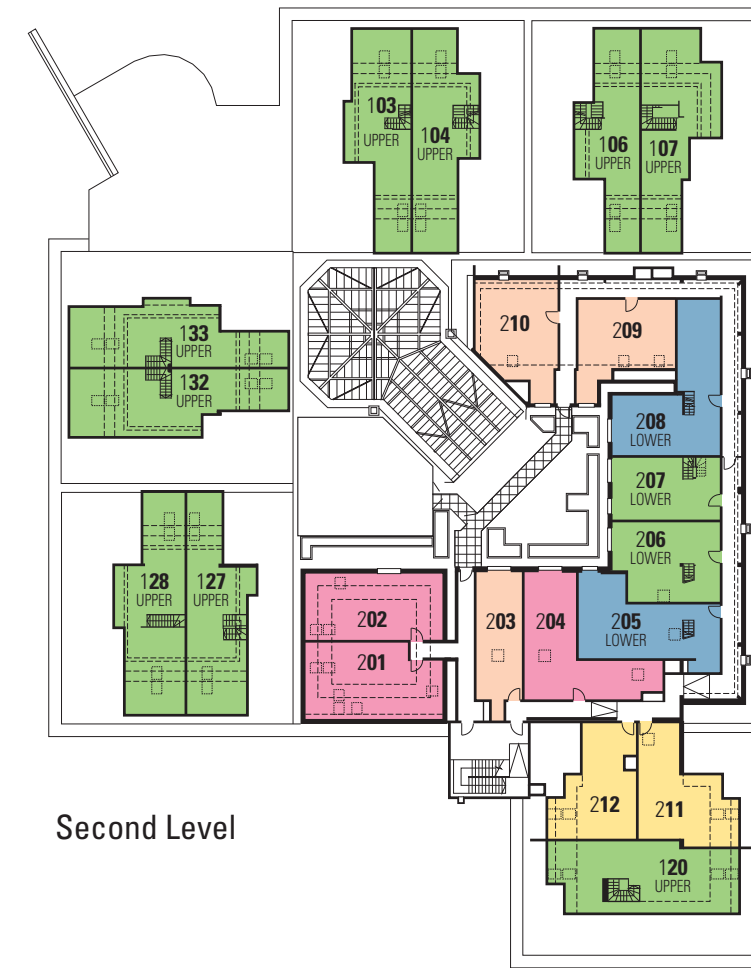 103
UPPER
104
UPPER
106
UPPER
107
UPPER
210
209
133
UPPER
132
UPPER
208
LOWER
207
LOWER
206
LOWER
128
UPPER
127
UPPER
202
201
203
204
205
LOWER
Second Level
212
211
120
UPPER